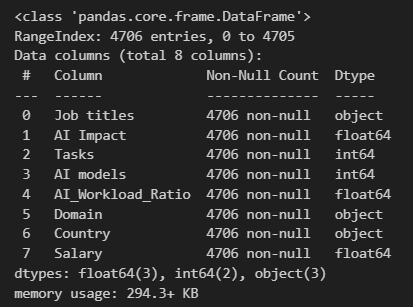 <class 'pandas.core.frame.DataFrame'>
RangeIndex: 4706 entries, 0 to 4705
Data columns (total 8 columns):
 #   Column             Non-Null Count  Dtype
---  ------             --------------  -----
 0   Job titles         4706 non-null   object
 1   AI Impact          4706 non-null   float64
 2   Tasks              4706 non-null   int64
 3   AI models          4706 non-null   int64
 4   AI_Workload_Ratio  4706 non-null   float64
 5   Domain             4706 non-null   object
 6   Country            4706 non-null   object
 7   Salary             4706 non-null   float64
dtypes: float64(3), int64(2), object(3)
memory usage: 294.3+ KB